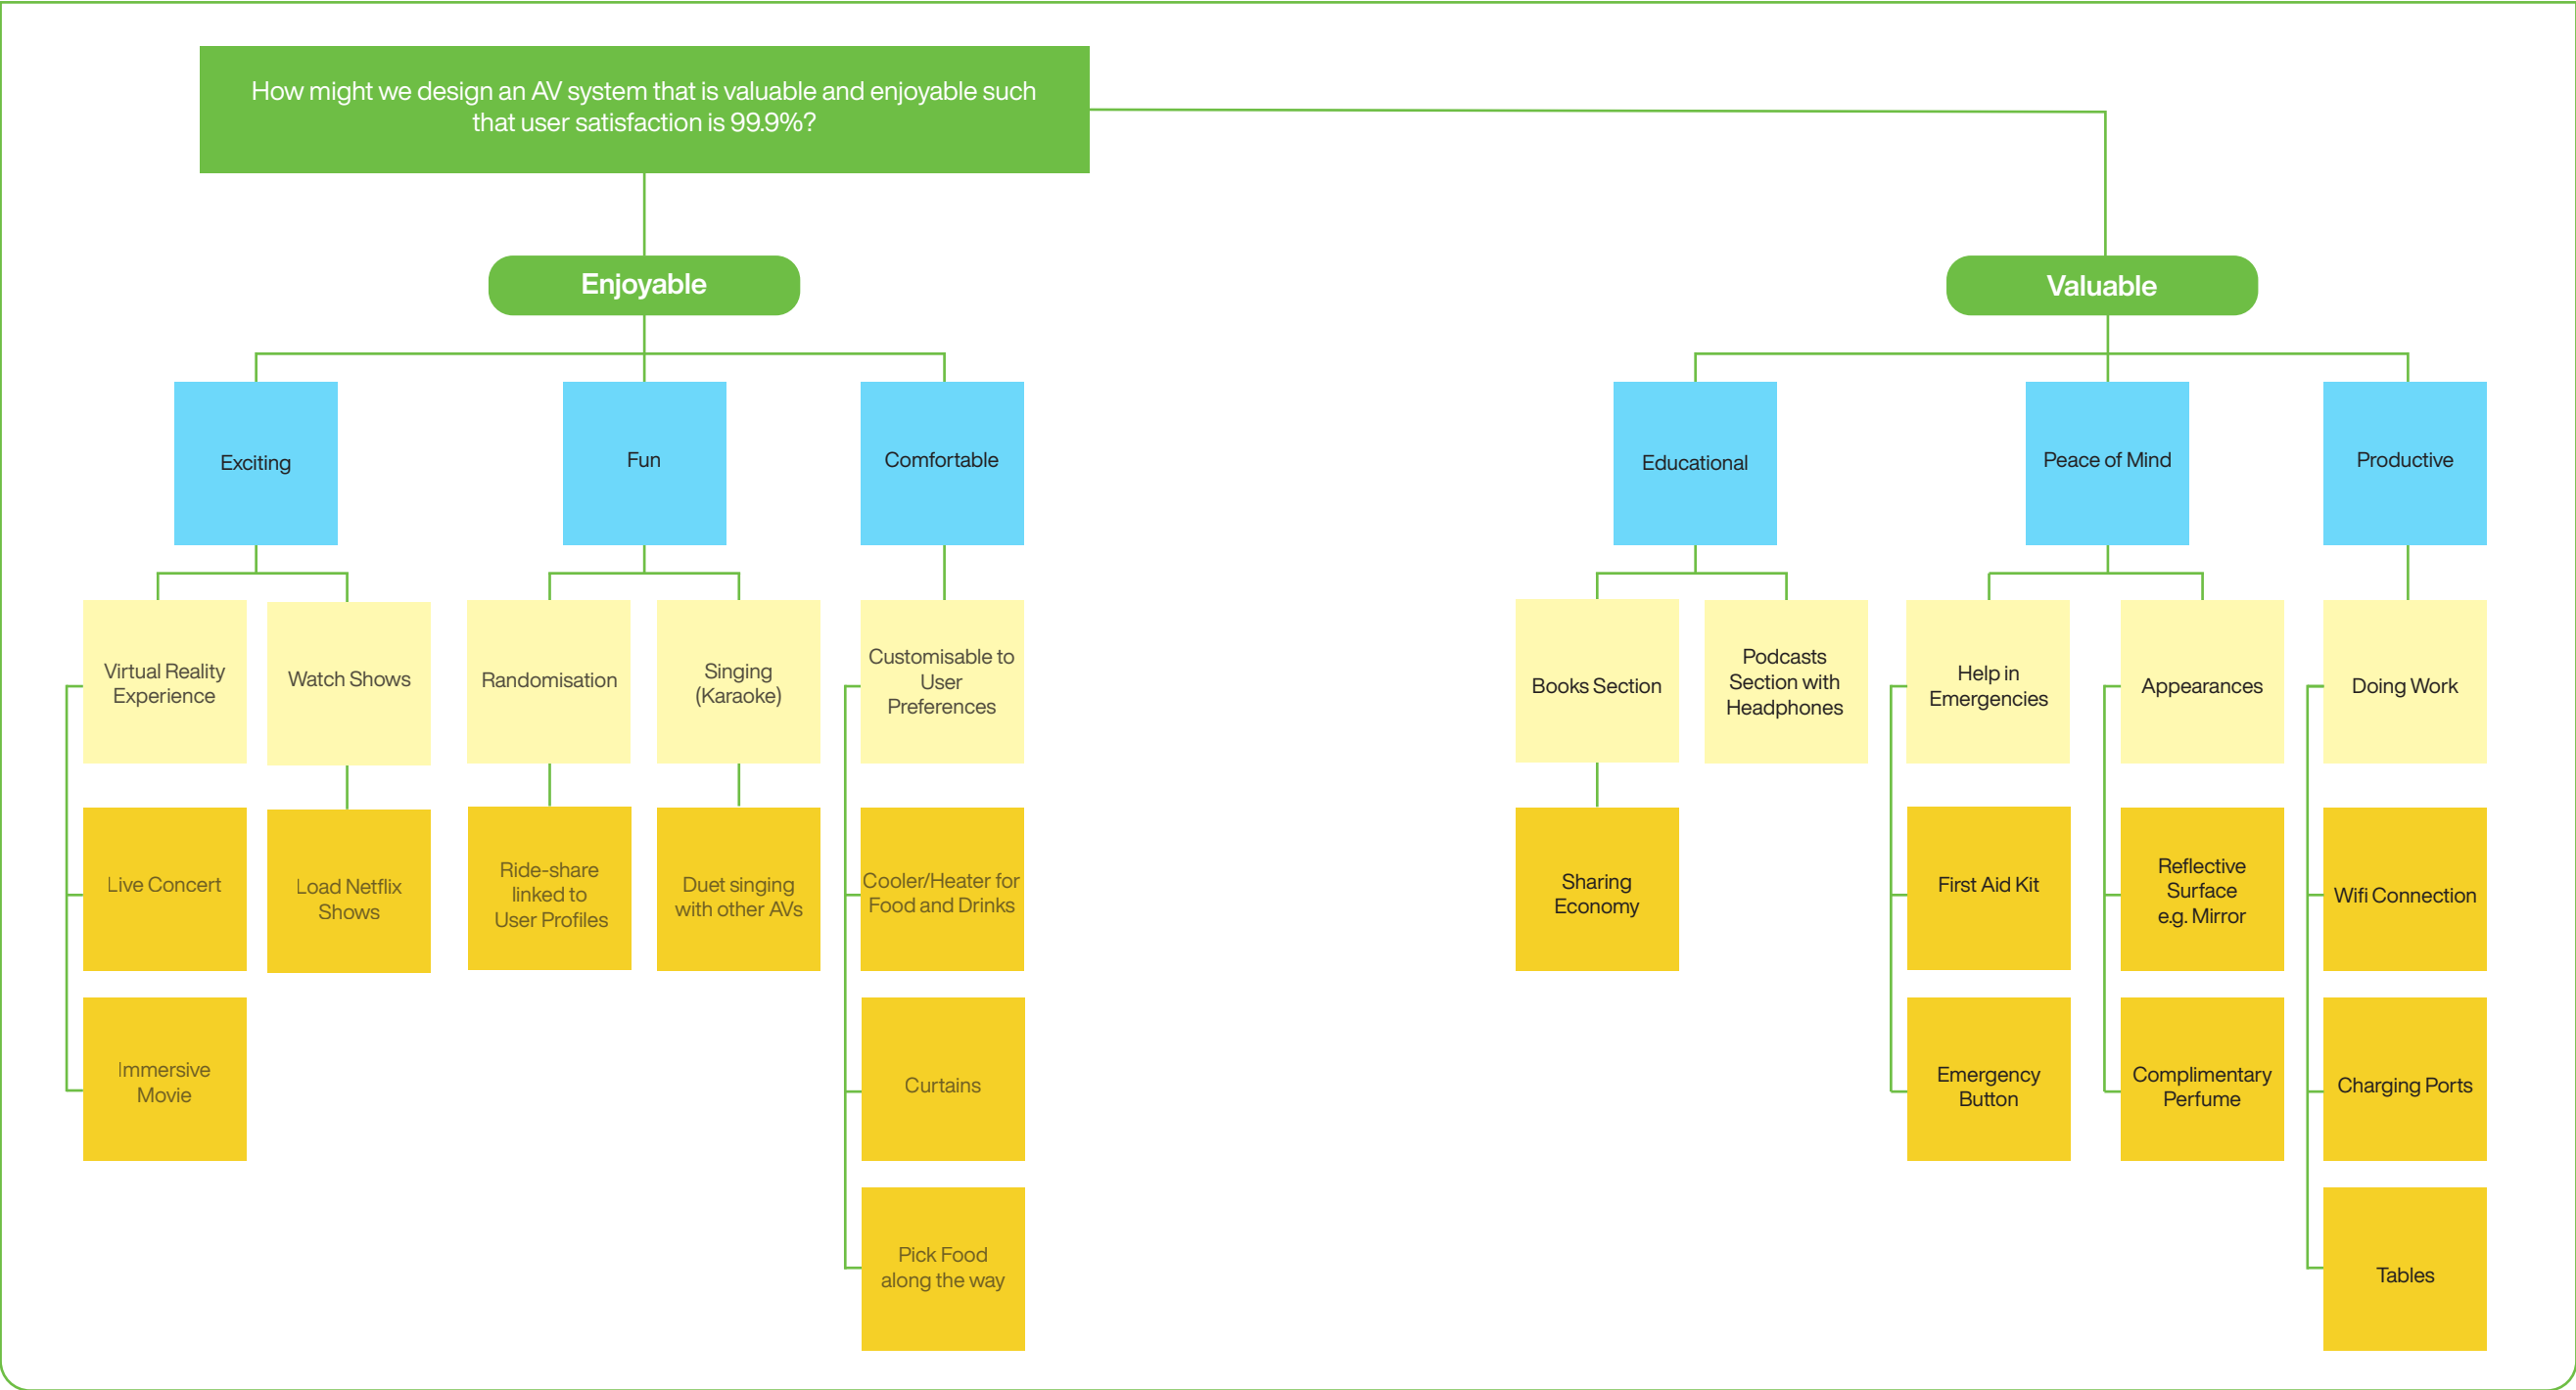 How might we design an AV system that is valuable and enjoyable such
that user satisfaction is 99.9%?
Enjoyable
Valuable
Exciting
Fun
Comfortable
Educational
Peace of Mind
Productive
Virtual Reality
Experience
Watch Shows
Randomisation
Singing
(Karaoke)
Customisable to
User
Preferences
Books Section
Podcasts
Section with
Headphones
Help in
Emergencies
Appearances
Doing Work
Live Concert
Load Netflix
Shows
Ride-share
linked to
User Profiles
Duet singing
with other AVs
Cooler/Heater for
Food and Drinks
Sharing
Economy
First Aid Kit
Reflective
Surface
e.g. Mirror
Wifi Connection
Immersive
Movie
Curtains
Emergency
Button
Complimentary
Perfume
Charging Ports
Pick Food
along the way
Tables